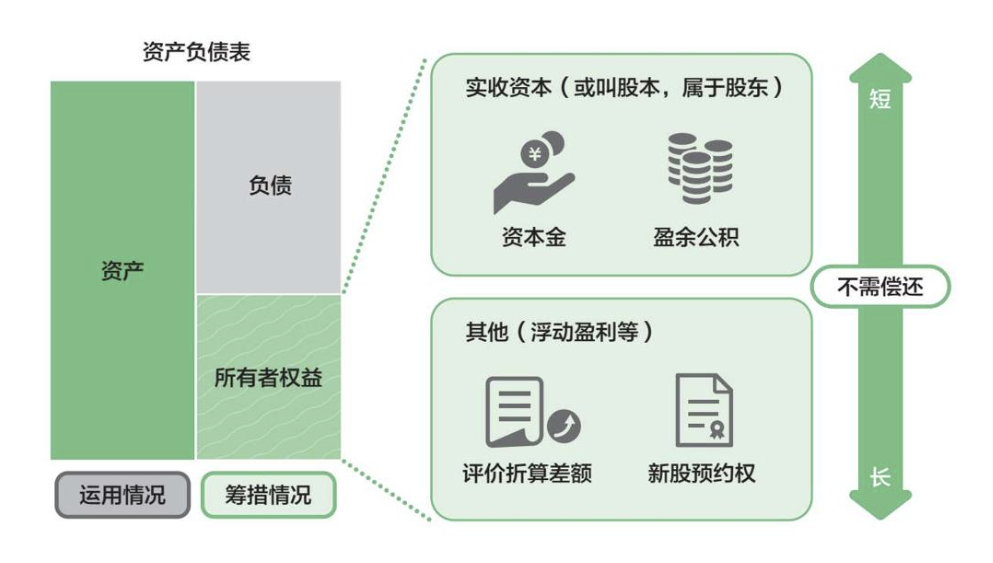 资产负债表
资产
负债
所有者权益
运用情况
筹措情况
实收资本（或叫股本，属于股东）
¥
资本金
盈余公积
其他（浮动盈利等）
评价折算差额
新股预约权
短
不需偿还
长